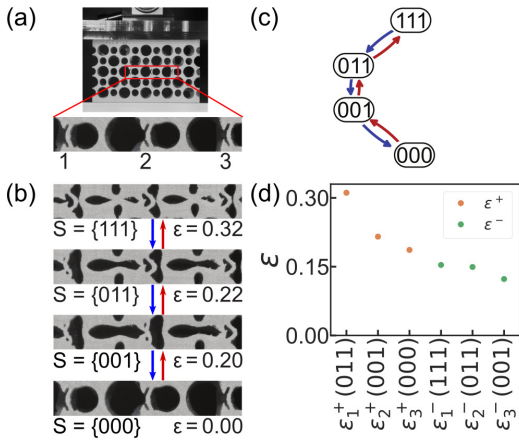 (a)
1 2 3
(b)
S = {111} ε = 0.32
S = {011} ε = 0.22
S = {001} ε = 0.20
S = {000} ε = 0.00
(c)
111
011
001
000
(d)
ε
0.30
0.15
0.00
ε⁺
ε⁻
ε₁⁺(011)
ε₂⁺(001)
ε₃⁺(000)
ε₁⁻(111)
ε₂⁻(011)
ε₃⁻(001)